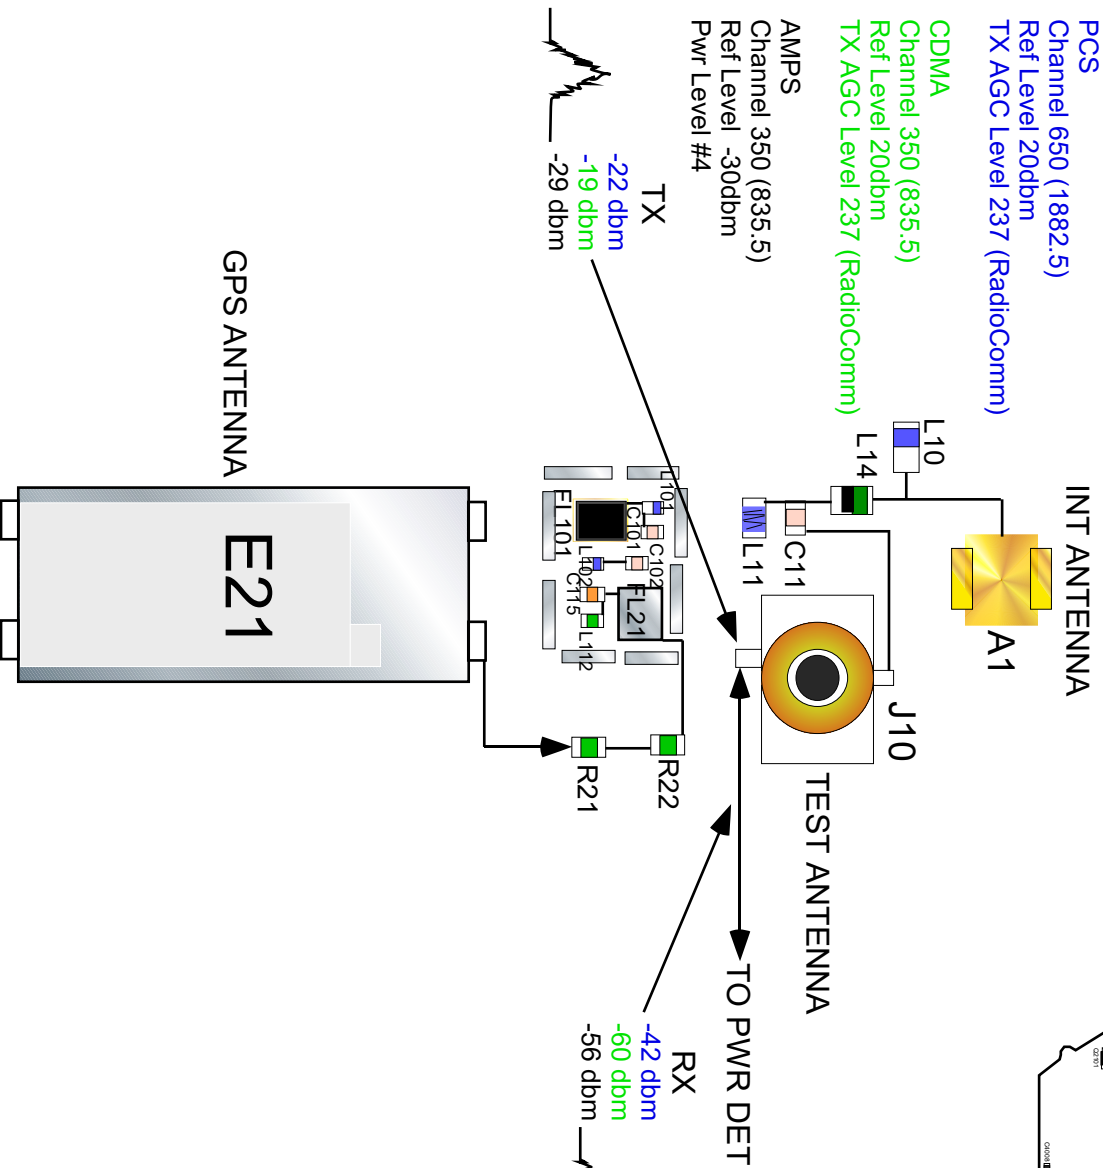 PCS
Channel 650 (1882.5)
Ref Level 20dbm
TX AGC Level 237 (RadioComm)
CDMA
Channel 350 (835.5)
Ref Level 20dbm
TX AGC Level 237 (RadioComm)
AMPS
Channel 350 (835.5)
Ref Level -30dbm
Pwr Level #4
TX
-22 dbm
-19 dbm
-29 dbm
INT ANTENNA
A1
L10
L14
C11
L11
J10
TEST ANTENNA
TO PWR DET
L101
C101
C102
FL101
L102
C115
FL21
L112
R22
R21
GPS ANTENNA
E21
RX
-42 dbm
-60 dbm
-56 dbm